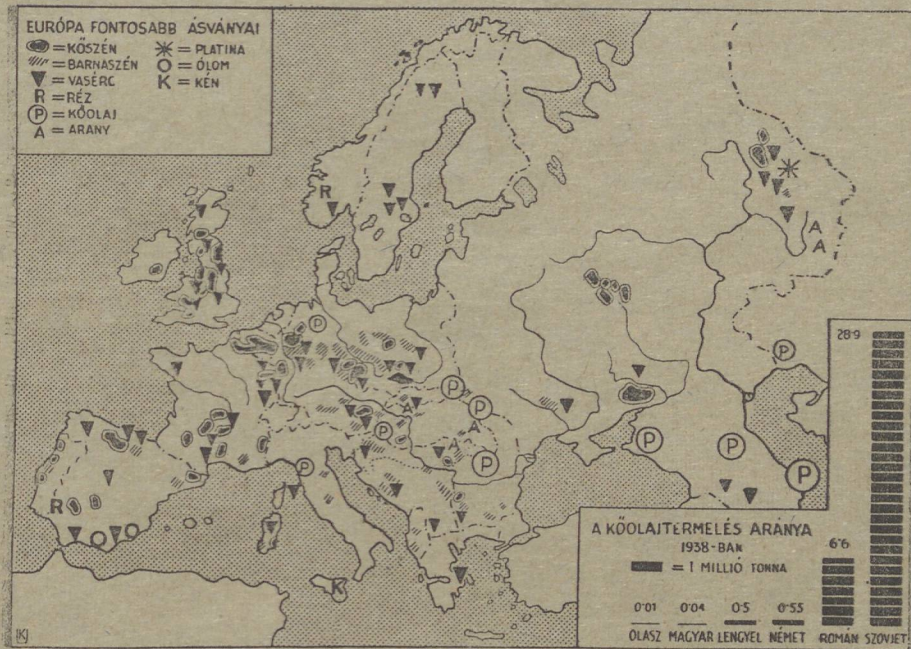 EURÓPA FONTOSABB ÁSVÁNYAI
= KŐSZÉN
= BARNASZÉN
= VASÉRC
R = RÉZ
P = KŐOLAJ
A = ARANY
= PLATINA
O = ÓLOM
K = KÉN
R
A
A
P
P
P
P
A
P
A
A
P
P
P
P
P
R
K
A KŐOLAJTERMELÉS ARÁNYA
1938-BAN
= 1 MILLIÓ TONNA
0·01 0·04 0·5 0·55 6·6 28·9
OLASZ MAGYAR LENGYEL NÉMET ROMÁN SZOVJET